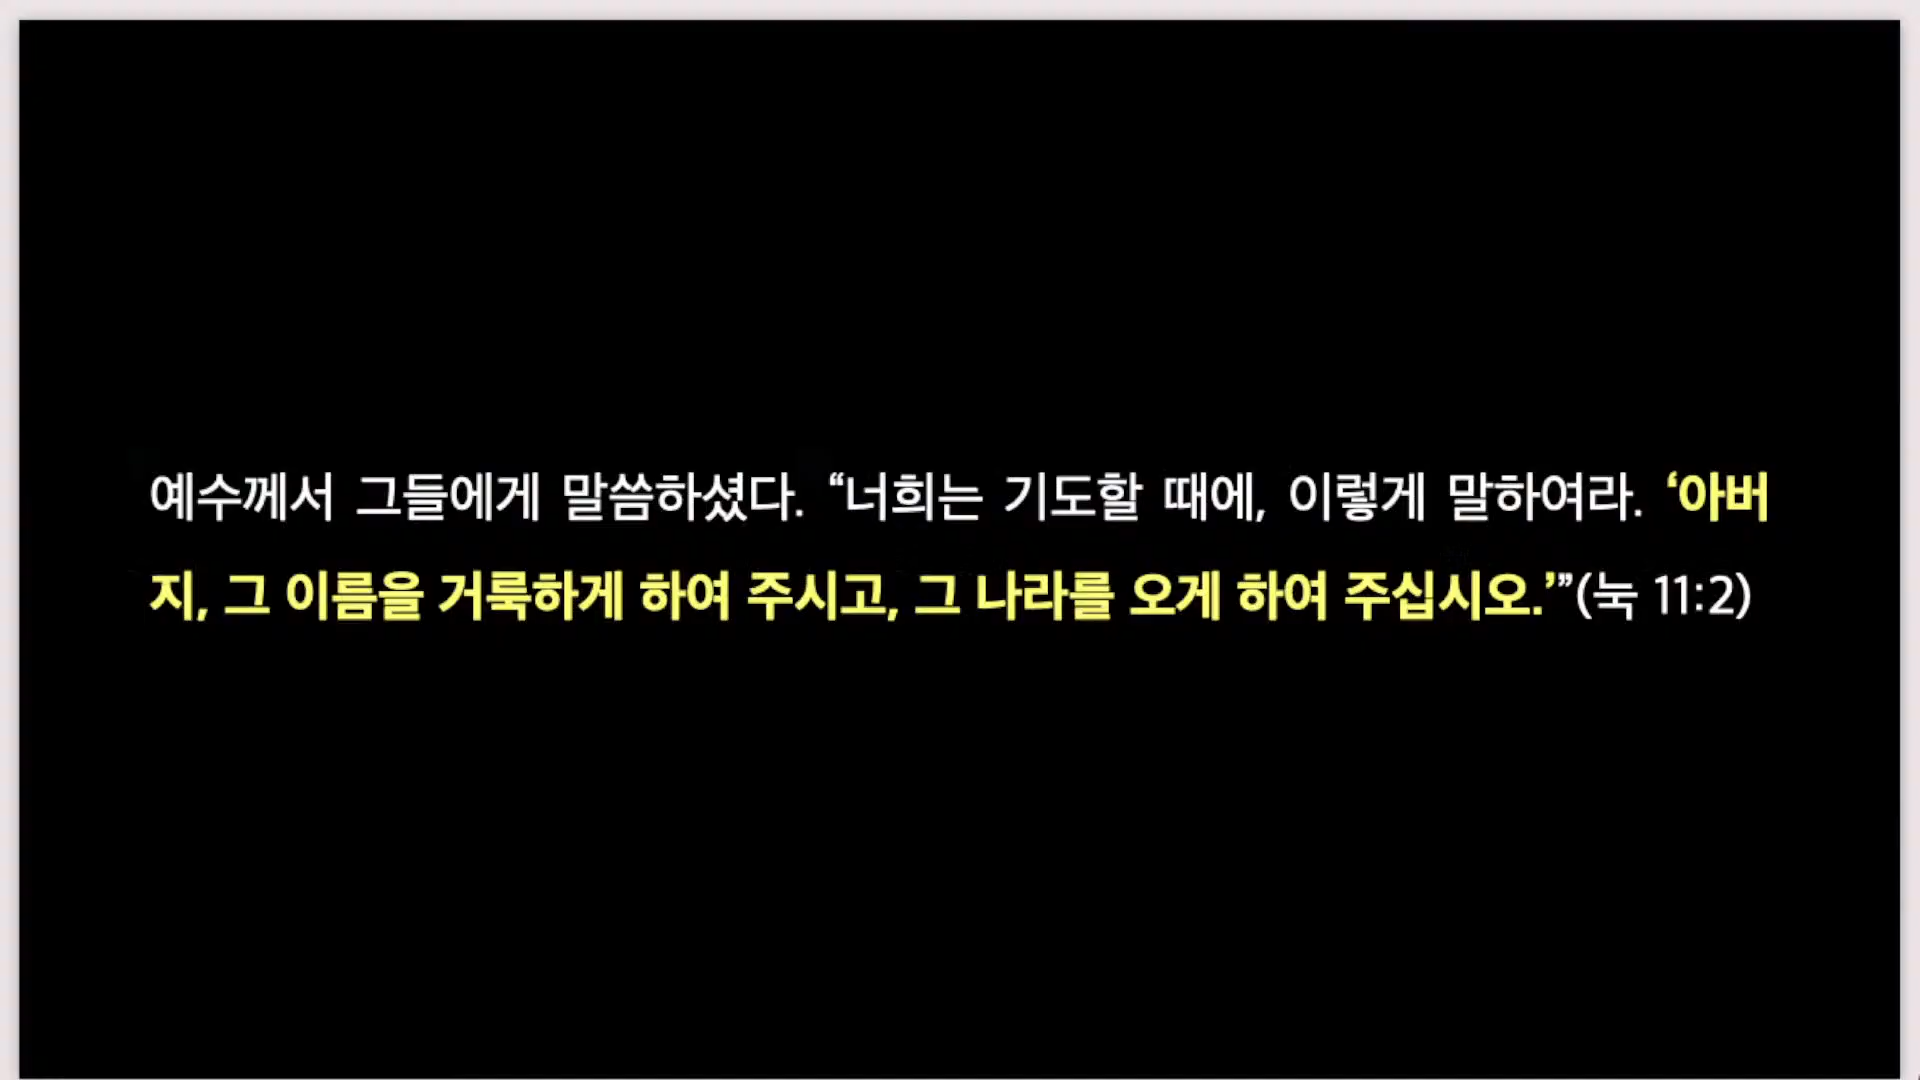 예수께서 그들에게 말씀하셨다. “너희는 기도할 때에, 이렇게 말하여라. ‘아버
지, 그 이름을 거룩하게 하여 주시고, 그 나라를 오게 하여 주십시오.’”(눅 11:2)